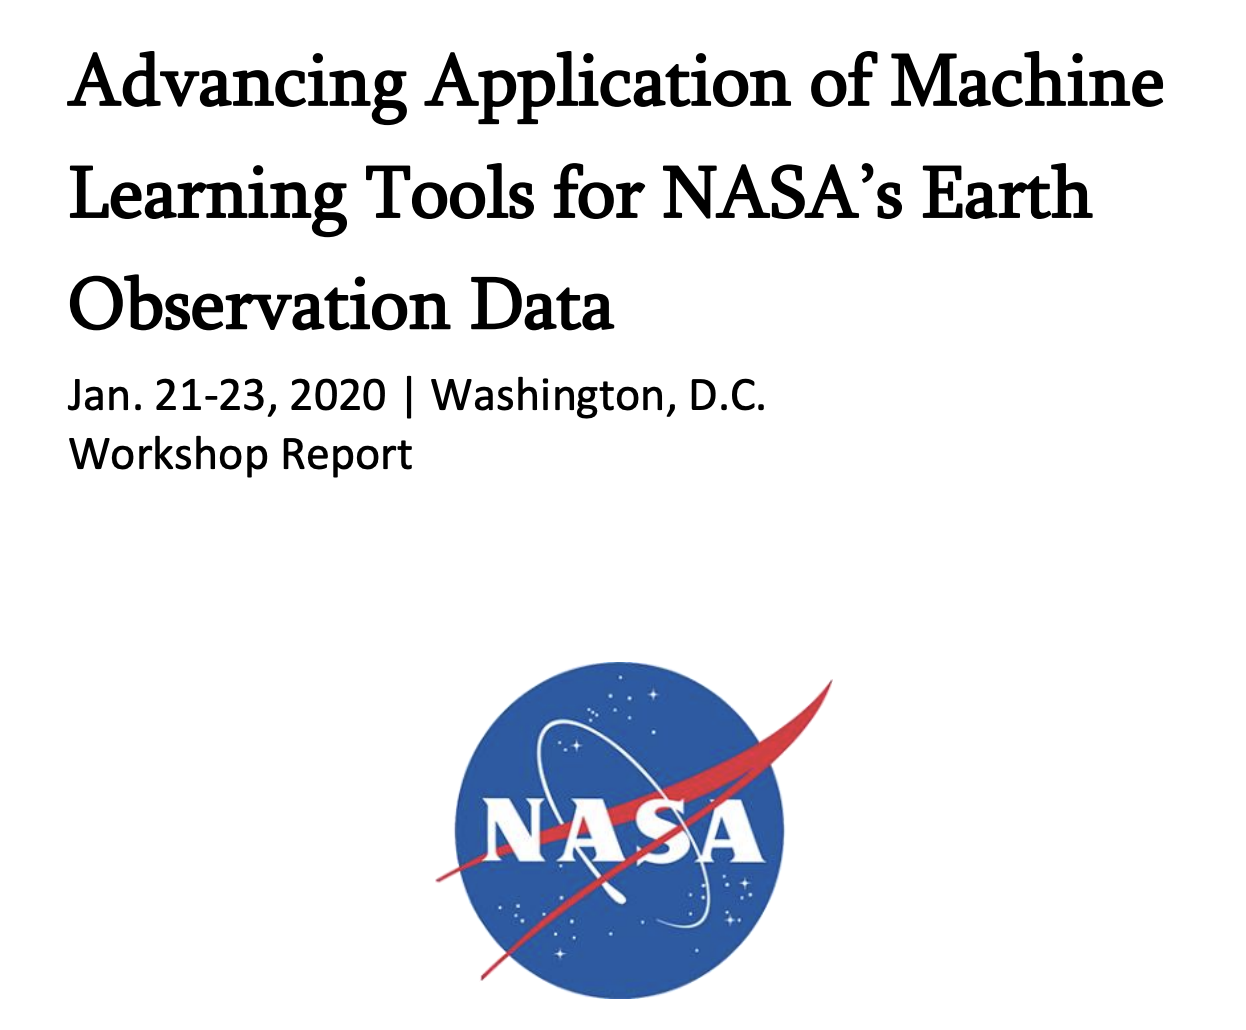 Advancing Application of Machine
Learning Tools for NASA’s Earth
Observation Data
Jan. 21-23, 2020 | Washington, D.C.
Workshop Report
NASA